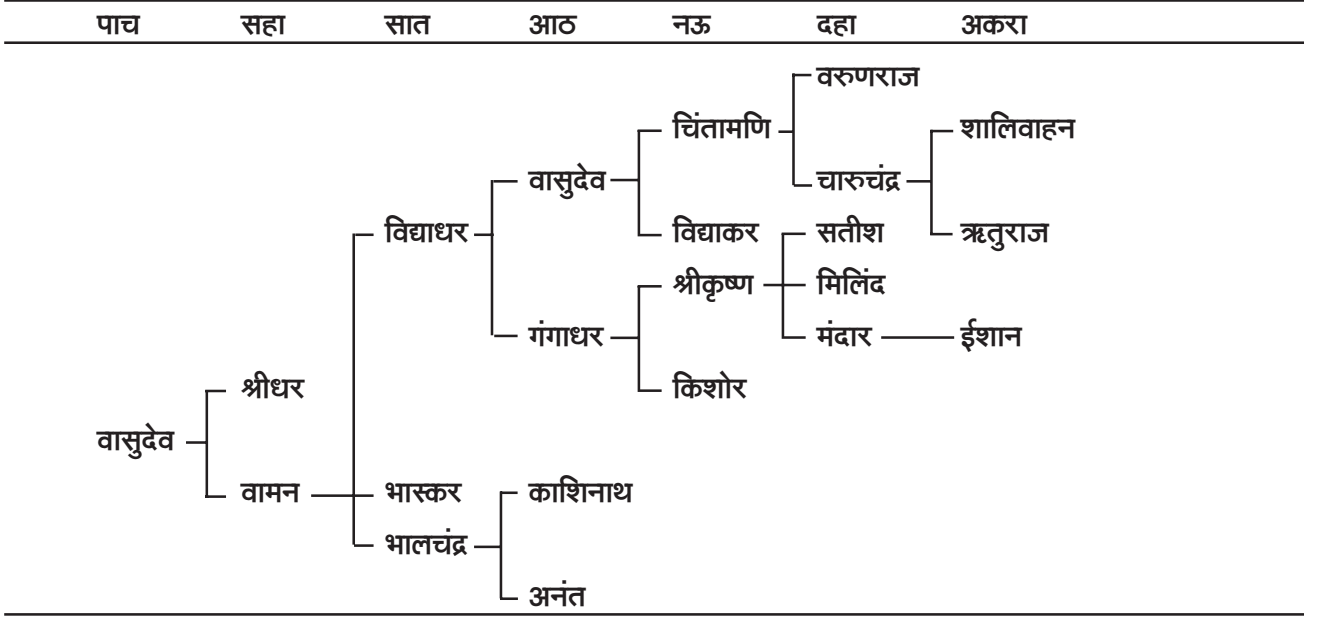 पाच सहा सात आठ नऊ दहा अकरा
वरुणराज
चिंतामणि शालिवाहन
वासुदेव चारुचंद्र
विद्याधर विद्याकर सतीश ऋतुराज
श्रीकृष्ण मिलिंद
गंगाधर मंदार ईशान
श्रीधर किशोर
वासुदेव
वामन भास्कर काशिनाथ
भालचंद्र
अनंत